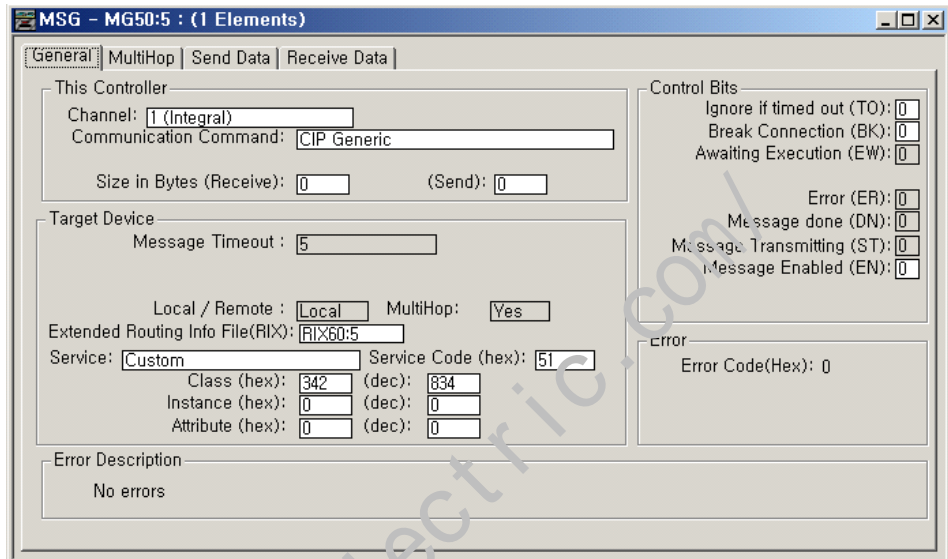 MSG - MG50:5 : (1 Elements)
General MultiHop Send Data Receive Data
This Controller
Channel: 1 (Integral)
Communication Command: CIP Generic
Size in Bytes (Receive): 0 (Send): 0
Target Device
Message Timeout : 5
Local / Remote : Local MultiHop: Yes
Extended Routing Info File(RIX): RIX60:5
Service: Custom Service Code (hex): 51
Class (hex): 342 (dec): 834
Instance (hex): 0 (dec): 0
Attribute (hex): 0 (dec): 0
Control Bits
Ignore if timed out (TO): 0
Break Connection (BK): 0
Awaiting Execution (EW): 0
Error (ER): 0
Message done (DN): 0
Message Transmitting (ST): 0
Message Enabled (EN): 0
Error
Error Code(Hex): 0
Error Description
No errors